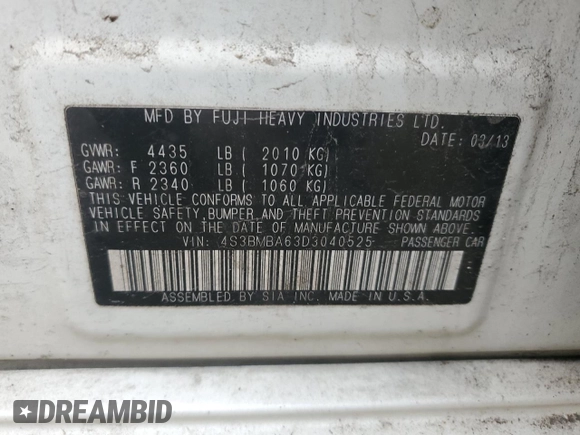 MFD BY FUJI HEAVY INDUSTRIES LTD.
DATE: 03/13
GVWR: 4435 LB ( 2010 KG)
GAWR: F 2360 LB ( 1070 KG)
GAWR: R 2340 LB ( 1060 KG)
THIS VEHICLE CONFORMS TO ALL APPLICABLE FEDERAL MOTOR
VEHICLE SAFETY, BUMPER, AND THEFT PREVENTION STANDARDS
IN EFFECT ON THE DATE OF MANUFACTURE SHOWN ABOVE.
VIN: 4S3BMBA63D3040525 PASSENGER CAR
ASSEMBLED BY SIA INC. MADE IN U.S.A.
DREAMBID